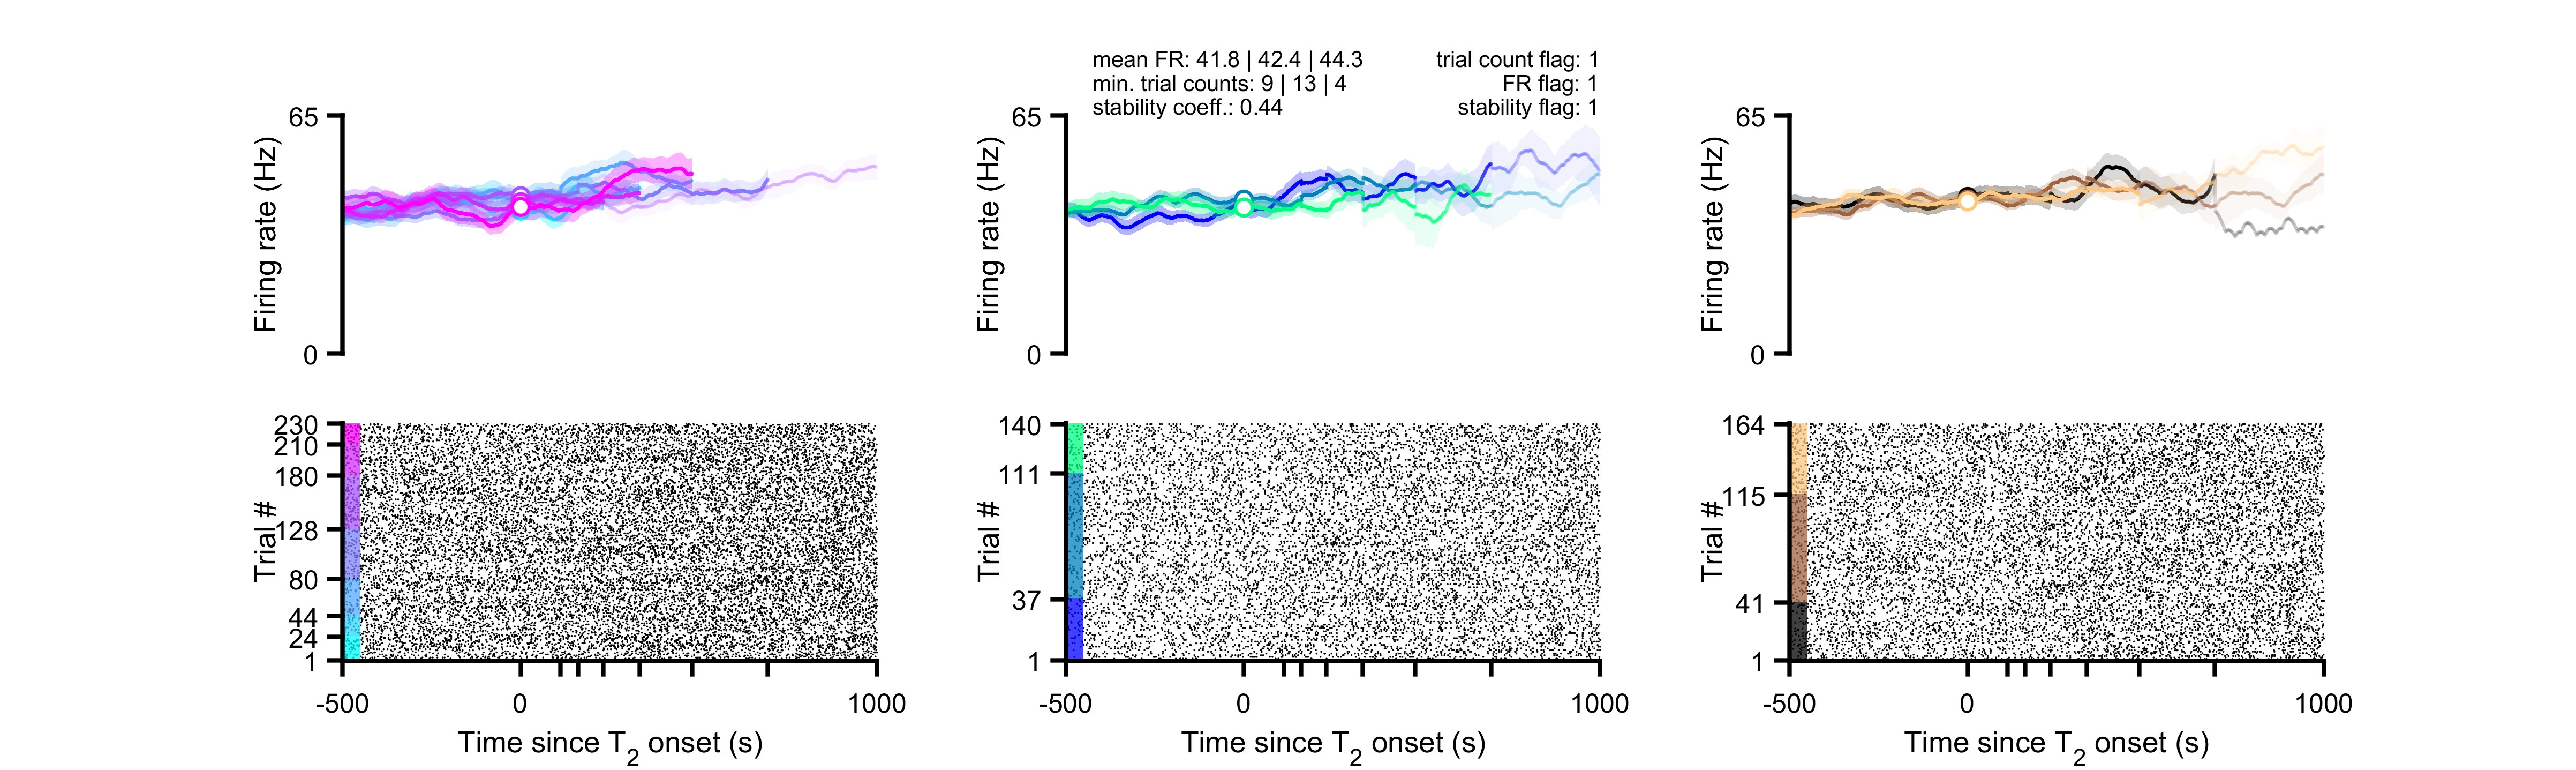 mean FR: 41.8 | 42.4 | 44.3
min. trial counts: 9 | 13 | 4
stability coeff.: 0.44
trial count flag: 1
FR flag: 1
stability flag: 1
65
Firing rate (Hz)
0
65
Firing rate (Hz)
0
65
Firing rate (Hz)
0
230
210
180
128
80
44
24
1
Trial #
-500
0
1000
Time since T2 onset (s)
140
111
37
1
Trial #
-500
0
1000
Time since T2 onset (s)
164
115
41
1
Trial #
-500
0
1000
Time since T2 onset (s)